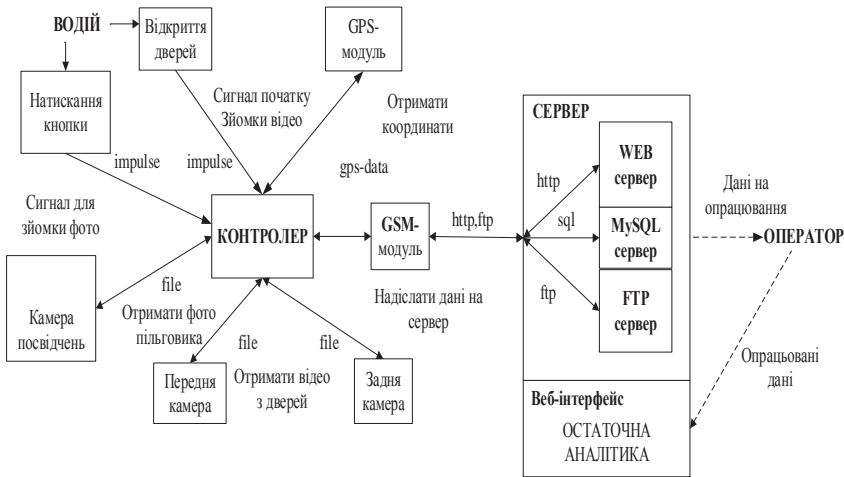 ВОДІЙ
Відкриття
дверей
GPS-
модуль
Натискання
кнопки
Сигнал початку
Зйомки відео
Отримати
координати
impulse
impulse
gps-data
Сигнал для
зйомки фото
КОНТРОЛЕР
GSM-
модуль
http,ftp
СЕРВЕР
WEB
сервер
http
sql
MySQL
сервер
ftp
FTP
сервер
Дані на
опрацювання
ОПЕРАТОР
Камера
посвідчень
file
Отримати фото
пільговика
file
file
Надіслати дані на
сервер
Передня
камера
Отримати відео
з дверей
Задня
камера
Опрацьовані
дані
Веб-інтерфейс
ОСТАТОЧНА
АНАЛІТИКА